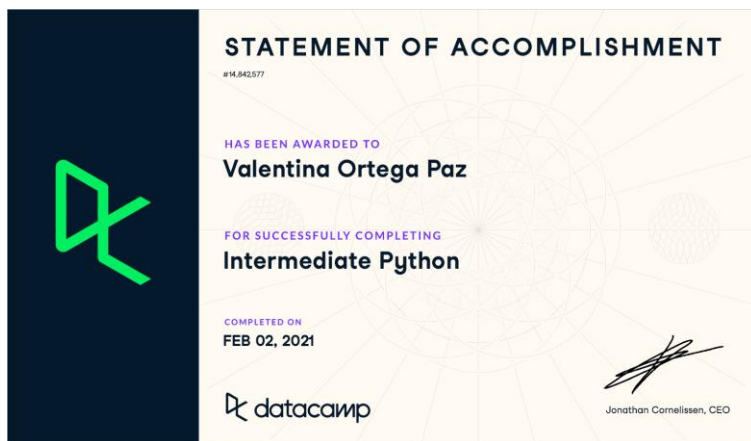 STATEMENT OF ACCOMPLISHMENT
#14,842,577
HAS BEEN AWARDED TO
Valentina Ortega Paz
FOR SUCCESSFULLY COMPLETING
Intermediate Python
COMPLETED ON
FEB 02, 2021
datacamp
Jonathan Cornelissen, CEO